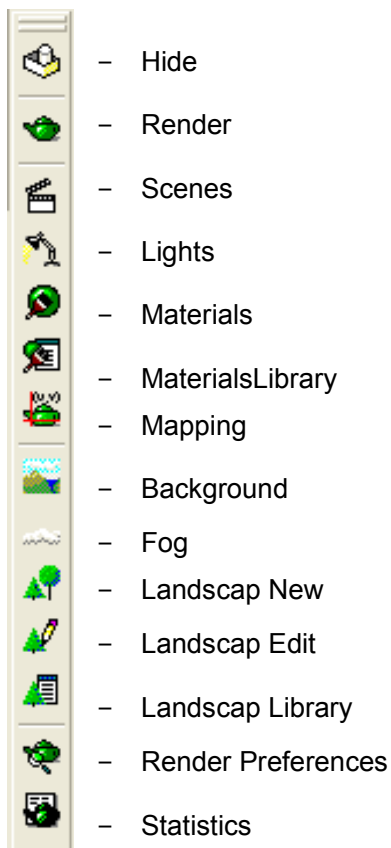 – Hide
– Render
– Scenes
– Lights
– Materials
– MaterialsLibrary
(u,v)
– Mapping
– Background
– Fog
– Landscap New
– Landscap Edit
– Landscap Library
– Render Preferences
– Statistics